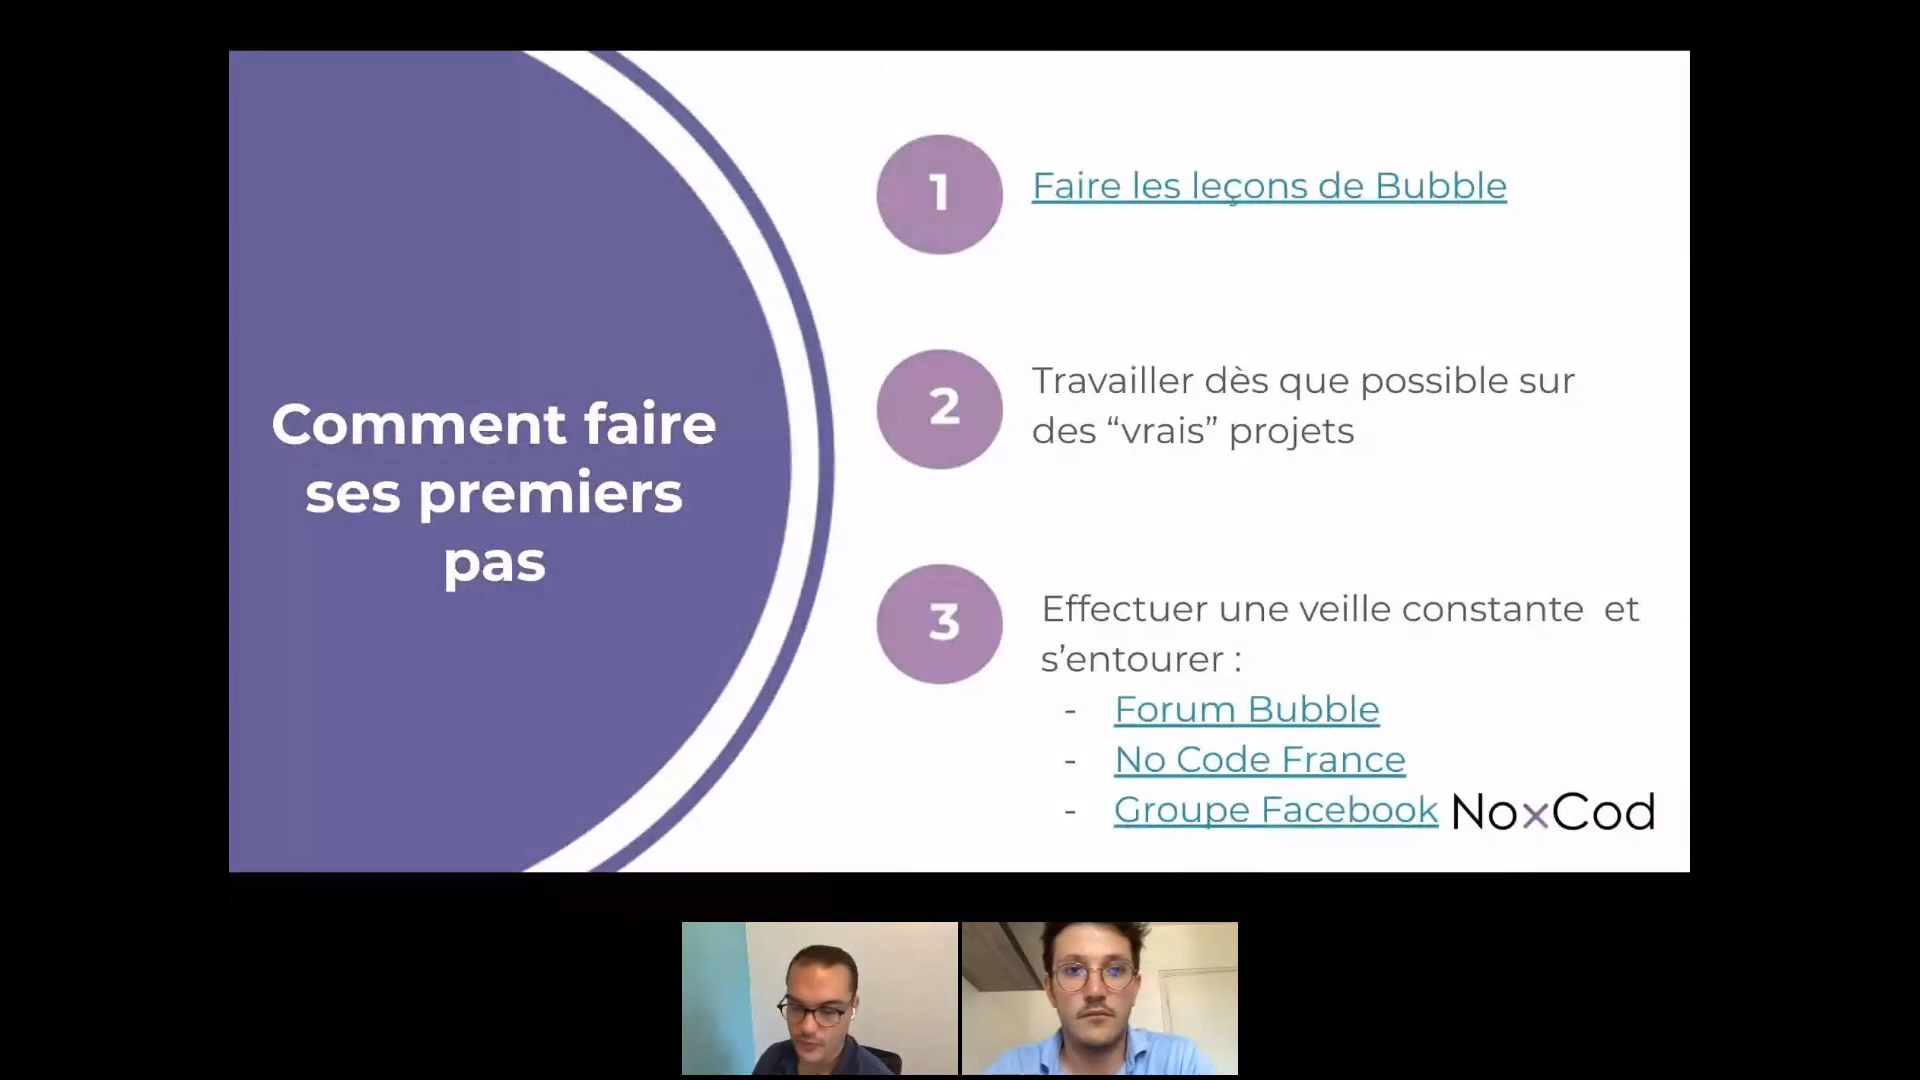 Comment faire
ses premiers
pas
1
Faire les leçons de Bubble
2
Travailler dès que possible sur
des “vrais” projets
3
Effectuer une veille constante et
s’entourer :
- Forum Bubble
- No Code France
- Groupe Facebook
NoxCod